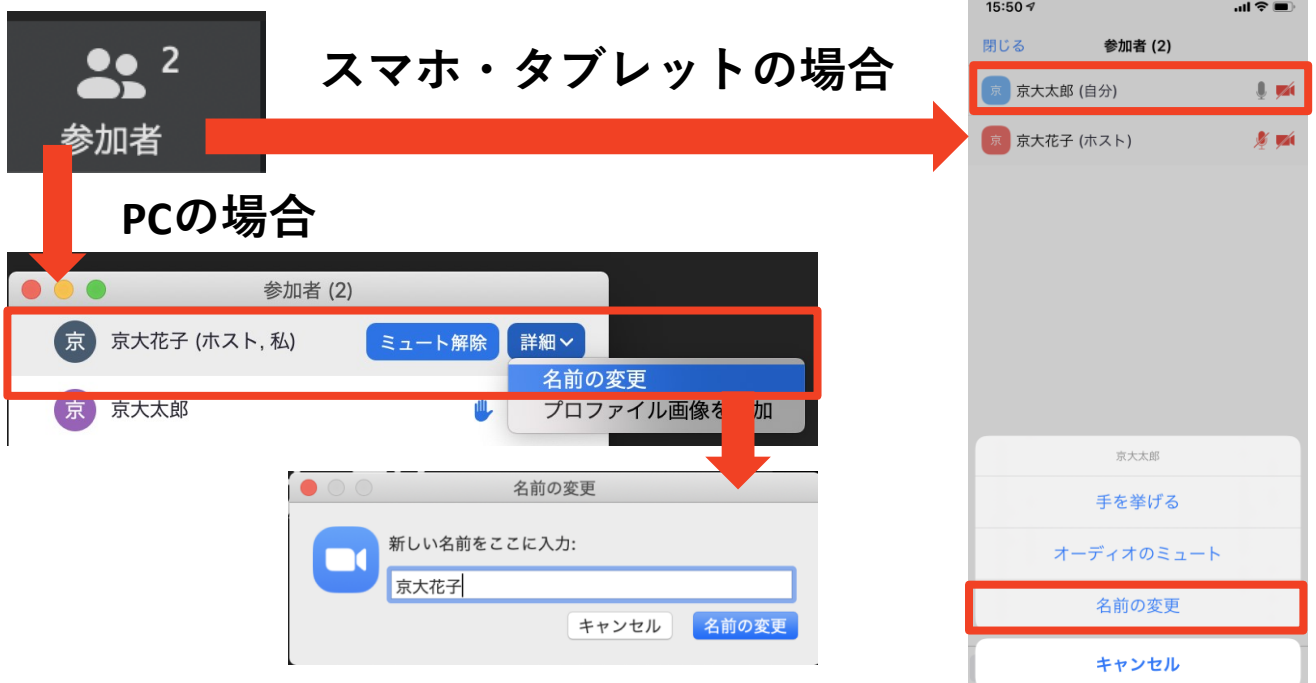 2
参加者
スマホ・タブレットの場合
PCの場合
参加者 (2)
京 京大花子 (ホスト, 私) ミュート解除 詳細
名前の変更
京 京大太郎
プロファイル画像を 加
名前の変更
新しい名前をここに入力:
京大花子
キャンセル 名前の変更
15:50
閉じる 参加者 (2)
京 京大太郎 (自分)
京 京大花子 (ホスト)
京大太郎
手を挙げる
オーディオのミュート
名前の変更
キャンセル